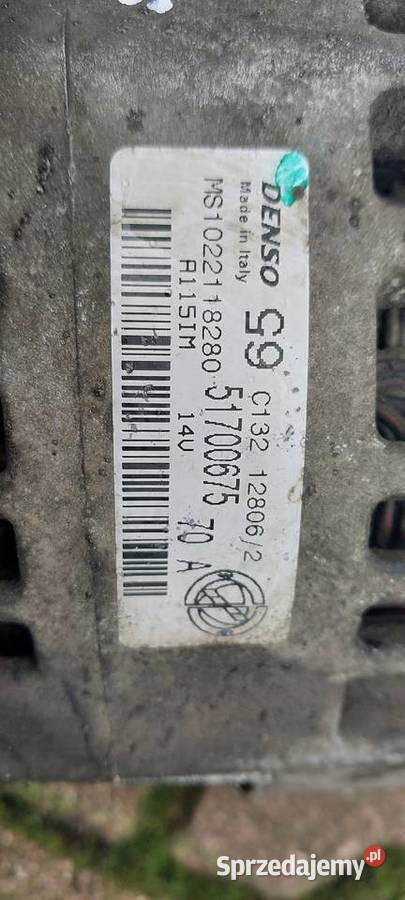 DENSO 59 C132 12806/2
Made in Italy
MS1022118280 51700675
A115IM 14V 70 A
Sprzedajemy.pl